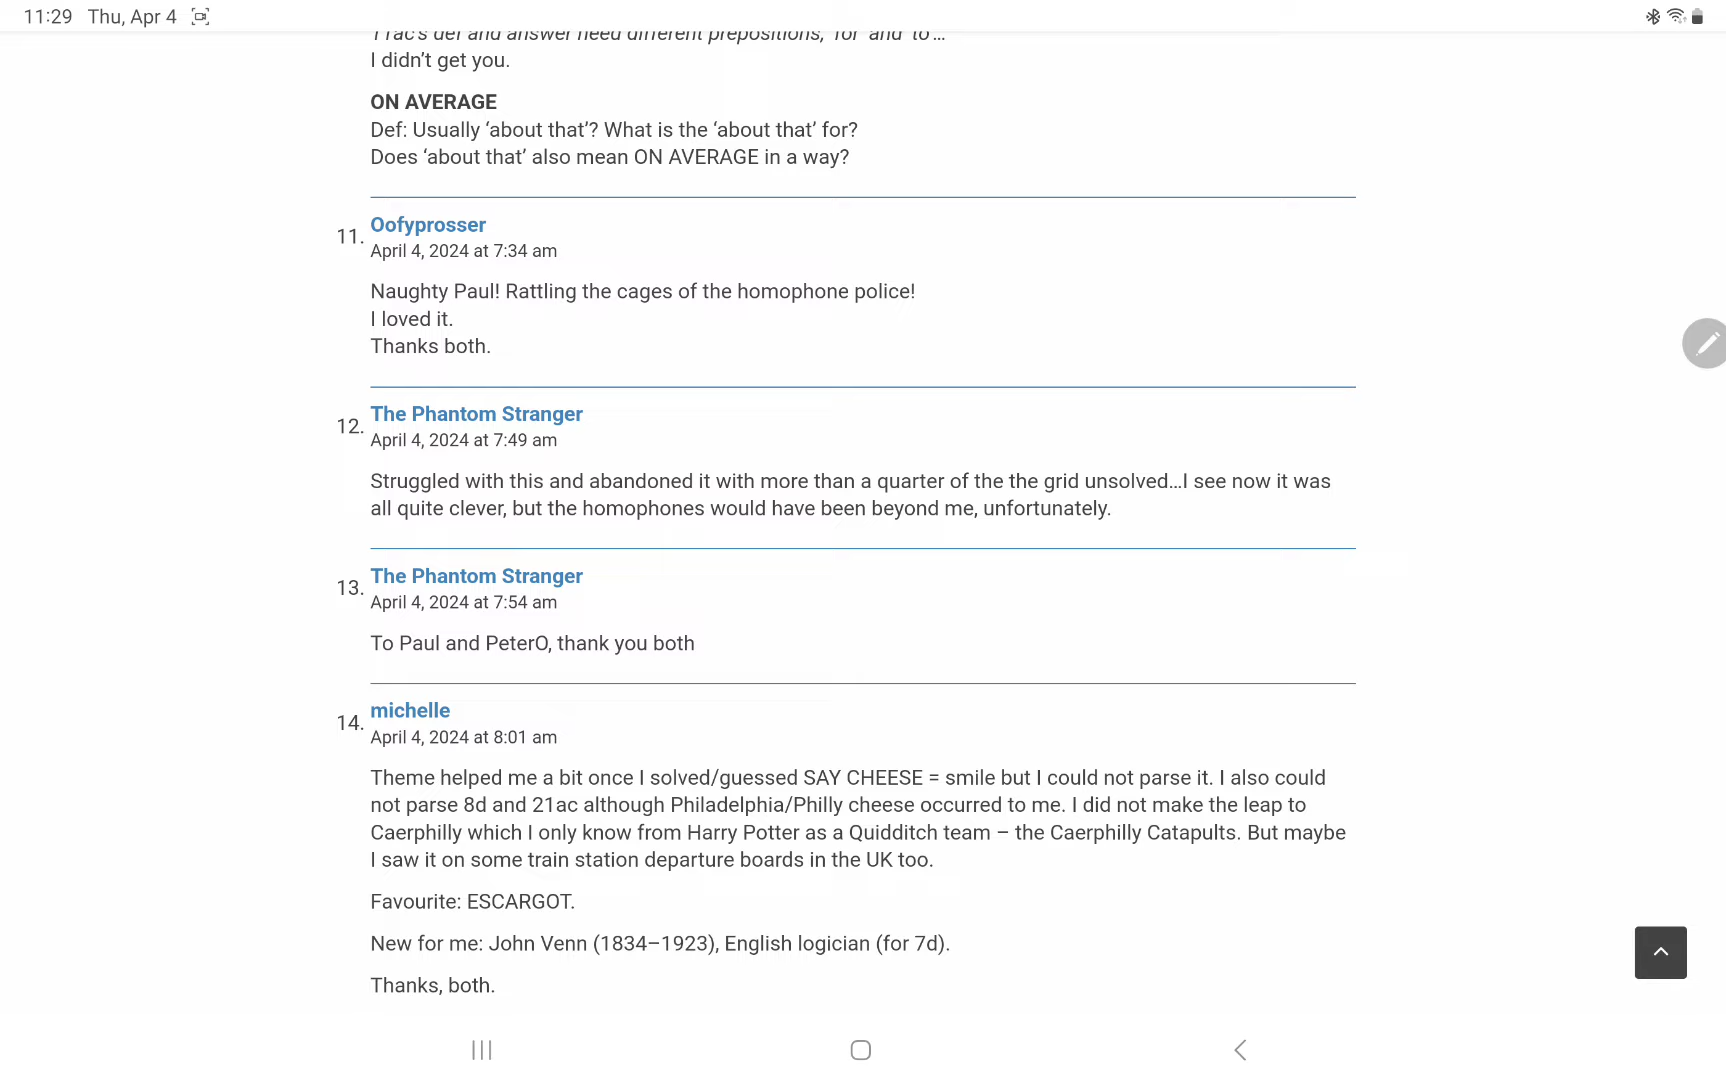 11:29 Thu, Apr 4
11ac's def and answer need different prepositions, 'for' and 'to'...
I didn't get you.
ON AVERAGE
Def: Usually ‘about that’? What is the ‘about that’ for?
Does ‘about that’ also mean ON AVERAGE in a way?
11. Oofyprosser
April 4, 2024 at 7:34 am
Naughty Paul! Rattling the cages of the homophone police!
I loved it.
Thanks both.
12. The Phantom Stranger
April 4, 2024 at 7:49 am
Struggled with this and abandoned it with more than a quarter of the the grid unsolved…I see now it was
all quite clever, but the homophones would have been beyond me, unfortunately.
13. The Phantom Stranger
April 4, 2024 at 7:54 am
To Paul and PeterO, thank you both
14. michelle
April 4, 2024 at 8:01 am
Theme helped me a bit once I solved/guessed SAY CHEESE = smile but I could not parse it. I also could
not parse 8d and 21ac although Philadelphia/Philly cheese occurred to me. I did not make the leap to
Caerphilly which I only know from Harry Potter as a Quidditch team – the Caerphilly Catapults. But maybe
I saw it on some train station departure boards in the UK too.
Favourite: ESCARGOT.
New for me: John Venn (1834–1923), English logician (for 7d).
Thanks, both.